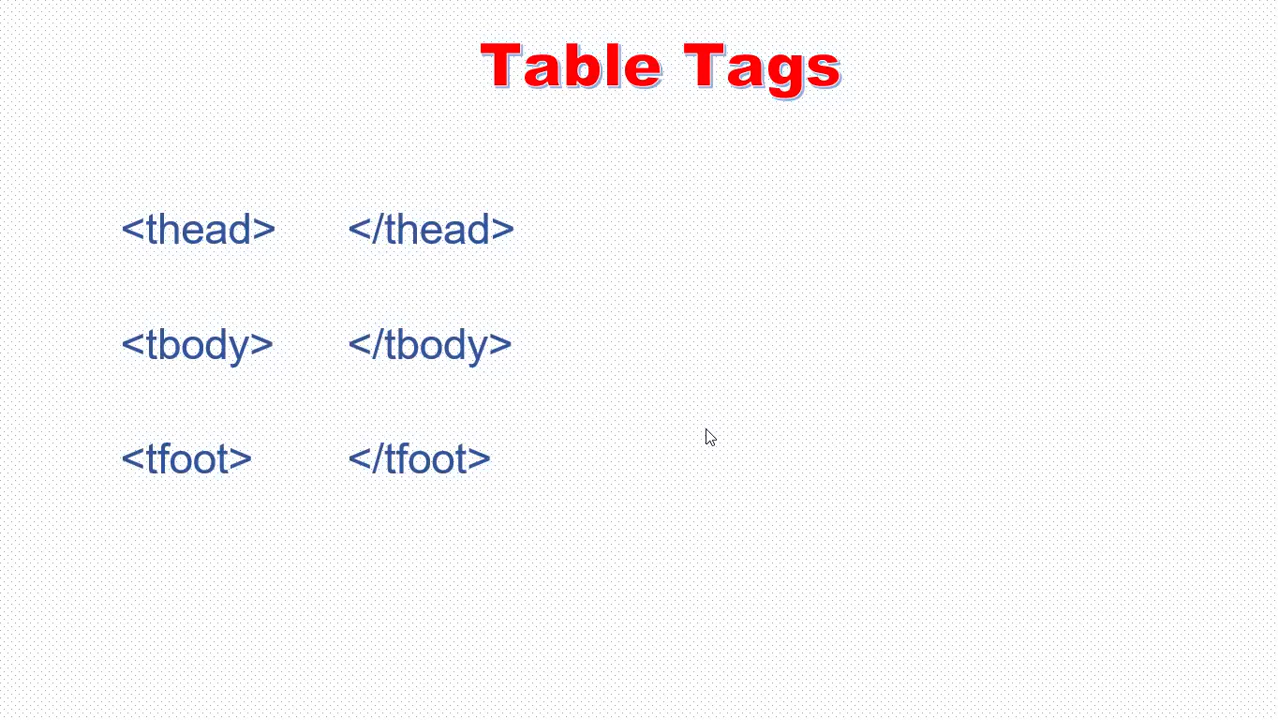 Table Tags
<thead> </thead>
<tbody> </tbody>
<tfoot> </tfoot>